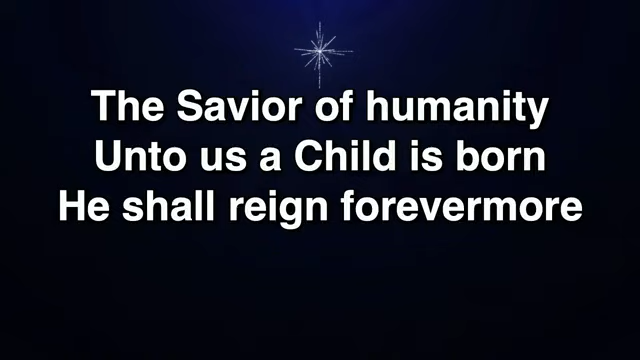 The Savior of humanity
Unto us a Child is born
He shall reign forevermore